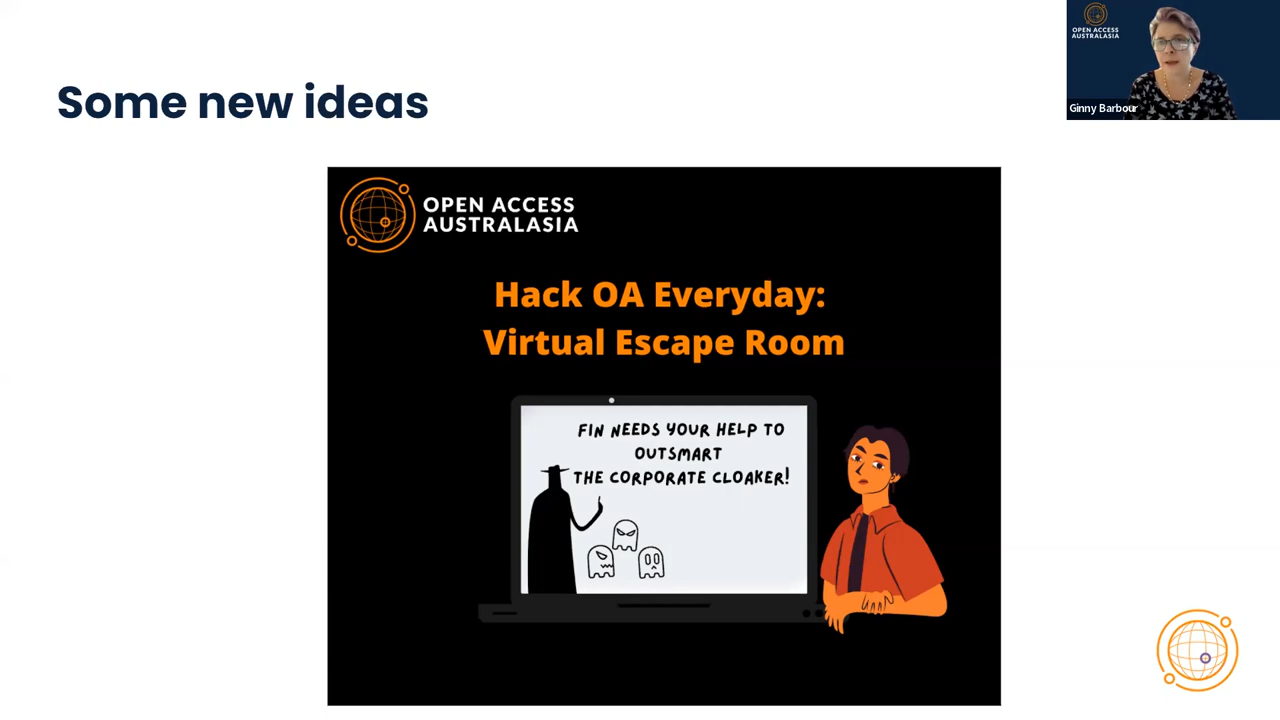 Some new ideas
OPEN ACCESS
AUSTRALASIA
Ginny Barbour
OPEN ACCESS
AUSTRALASIA
Hack OA Everyday:
Virtual Escape Room
FIN NEEDS YOUR HELP TO
OUTSMART
THE CORPORATE CLOAKER!